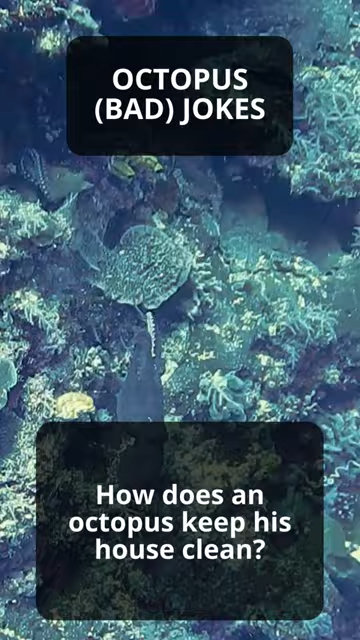 OCTOPUS
(BAD) JOKES
How does an
octopus keep his
house clean?